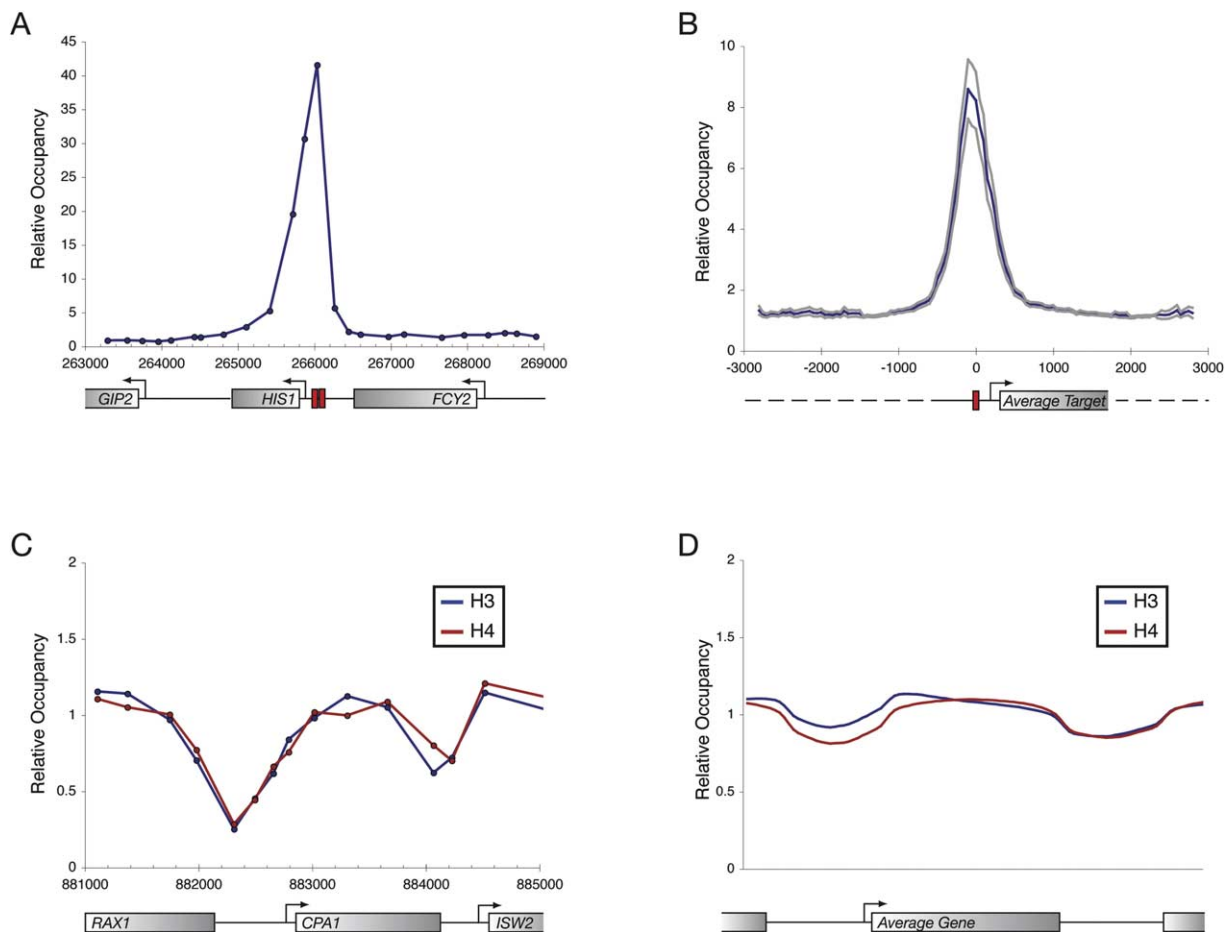 A
Relative Occupancy
45
40
35
30
25
20
15
10
5
0
263000 264000 265000 266000 267000 268000 269000
GIP2 HIS1 FCY2
B
Relative Occupancy
10
8
6
4
2
0
-3000 -2000 -1000 0 1000 2000 3000
Average Target
C
Relative Occupancy
2
1.5
1
0.5
0
H3
H4
881000 882000 883000 884000 885000
RAX1 CPA1 ISW2
D
Relative Occupancy
2
1.5
1
0.5
0
H3
H4
Average Gene